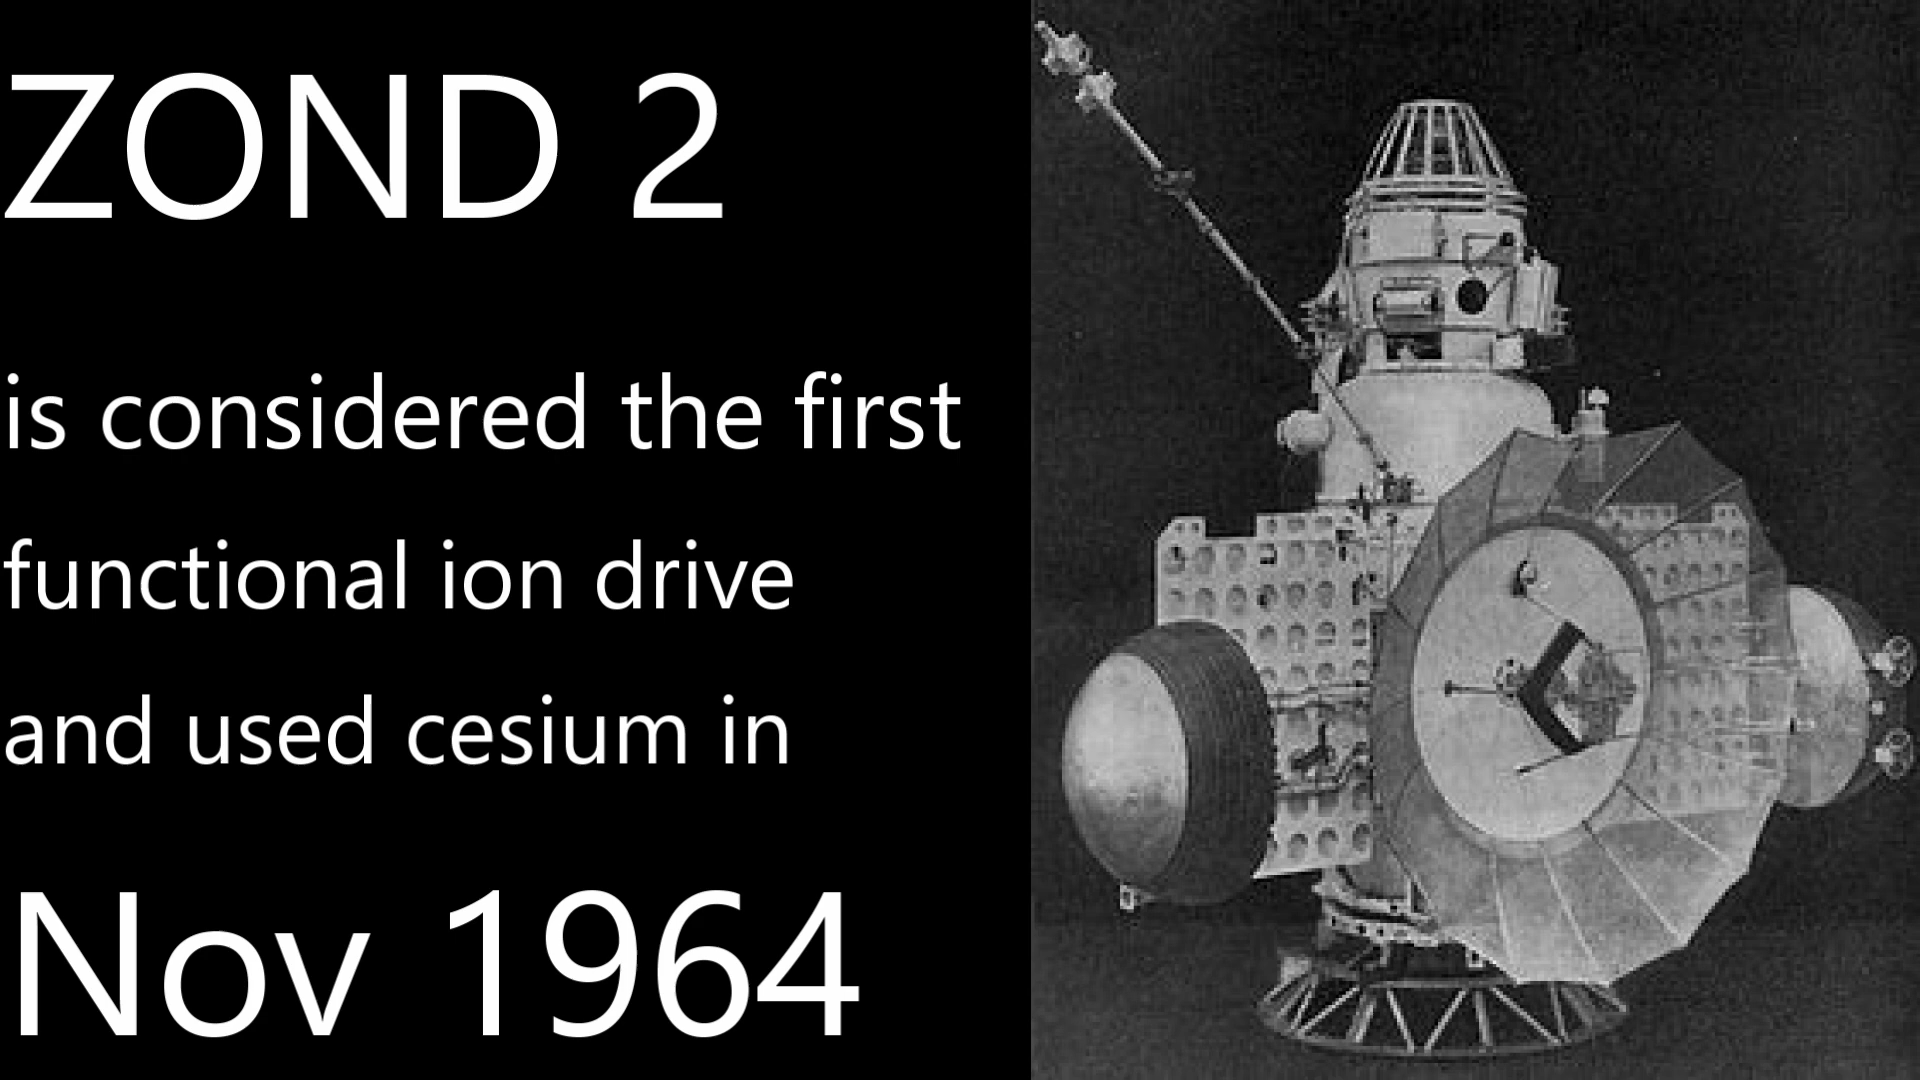 ZOND 2
is considered the first
functional ion drive
and used cesium in
Nov 1964